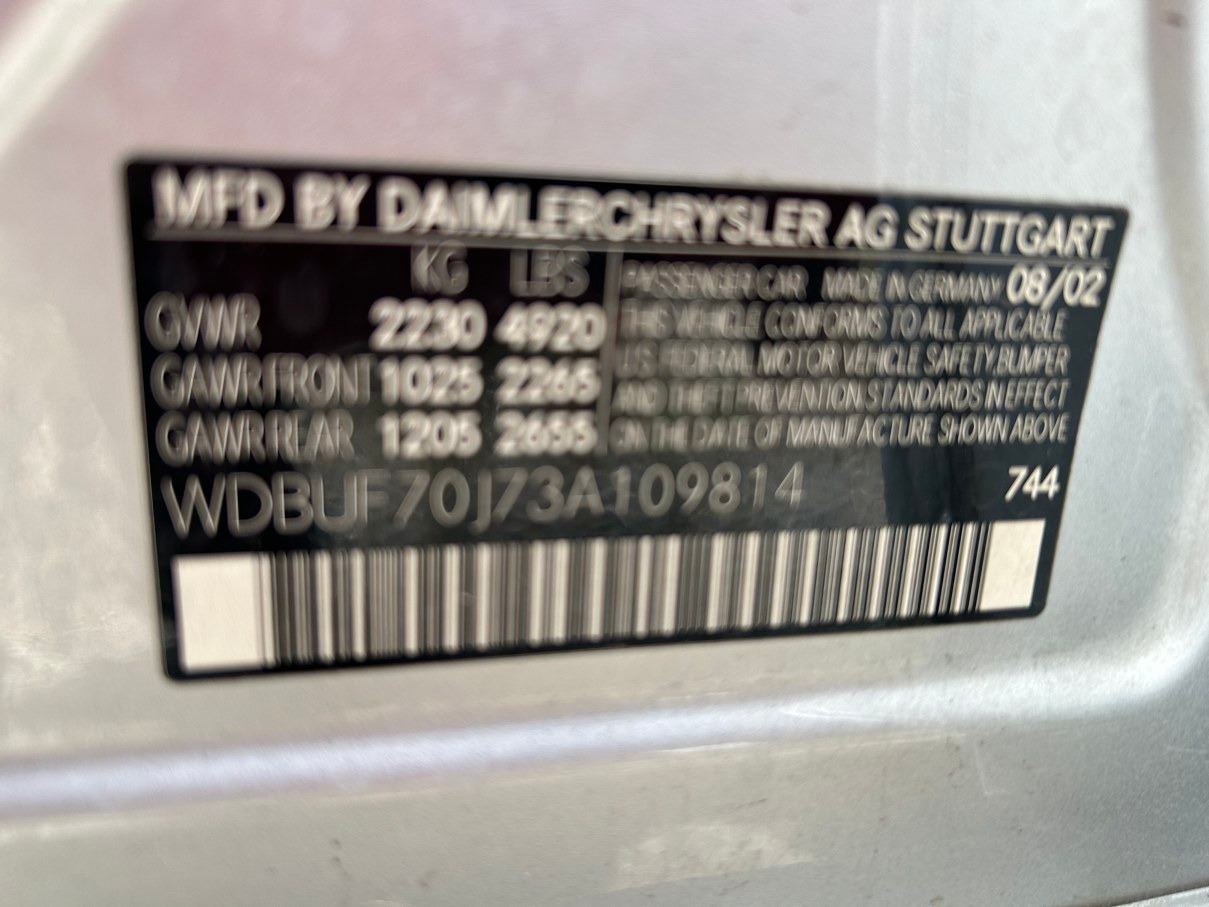 MFD BY DAIMLERCHRYSLER AG STUTTGART
KG LBS
GVWR 2230 4920
GAWR FRONT 1025 2265
GAWR REAR 1205 2655
PASSENGER CAR MADE IN GERMANY 08/02
THIS VEHICLE CONFORMS TO ALL APPLICABLE
U.S. FEDERAL MOTOR VEHICLE SAFETY BUMPER
AND THEFT PREVENTION STANDARDS IN EFFECT
ON THE DATE OF MANUFACTURE SHOWN ABOVE
WDBUF70J73A109814 744